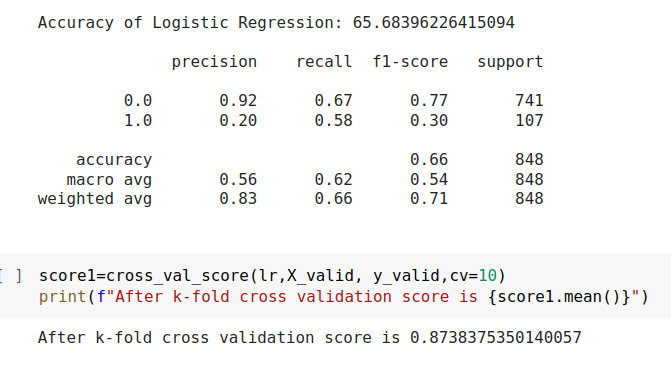 Accuracy of Logistic Regression: 65.68396226415094
precision recall f1-score support
0.0 0.92 0.67 0.77 741
1.0 0.20 0.58 0.30 107
accuracy 0.66 848
macro avg 0.56 0.62 0.54 848
weighted avg 0.83 0.66 0.71 848
[ ] score1=cross_val_score(lr,X_valid, y_valid,cv=10)
print(f"After k-fold cross validation score is {score1.mean()}")
After k-fold cross validation score is 0.8738375350140057